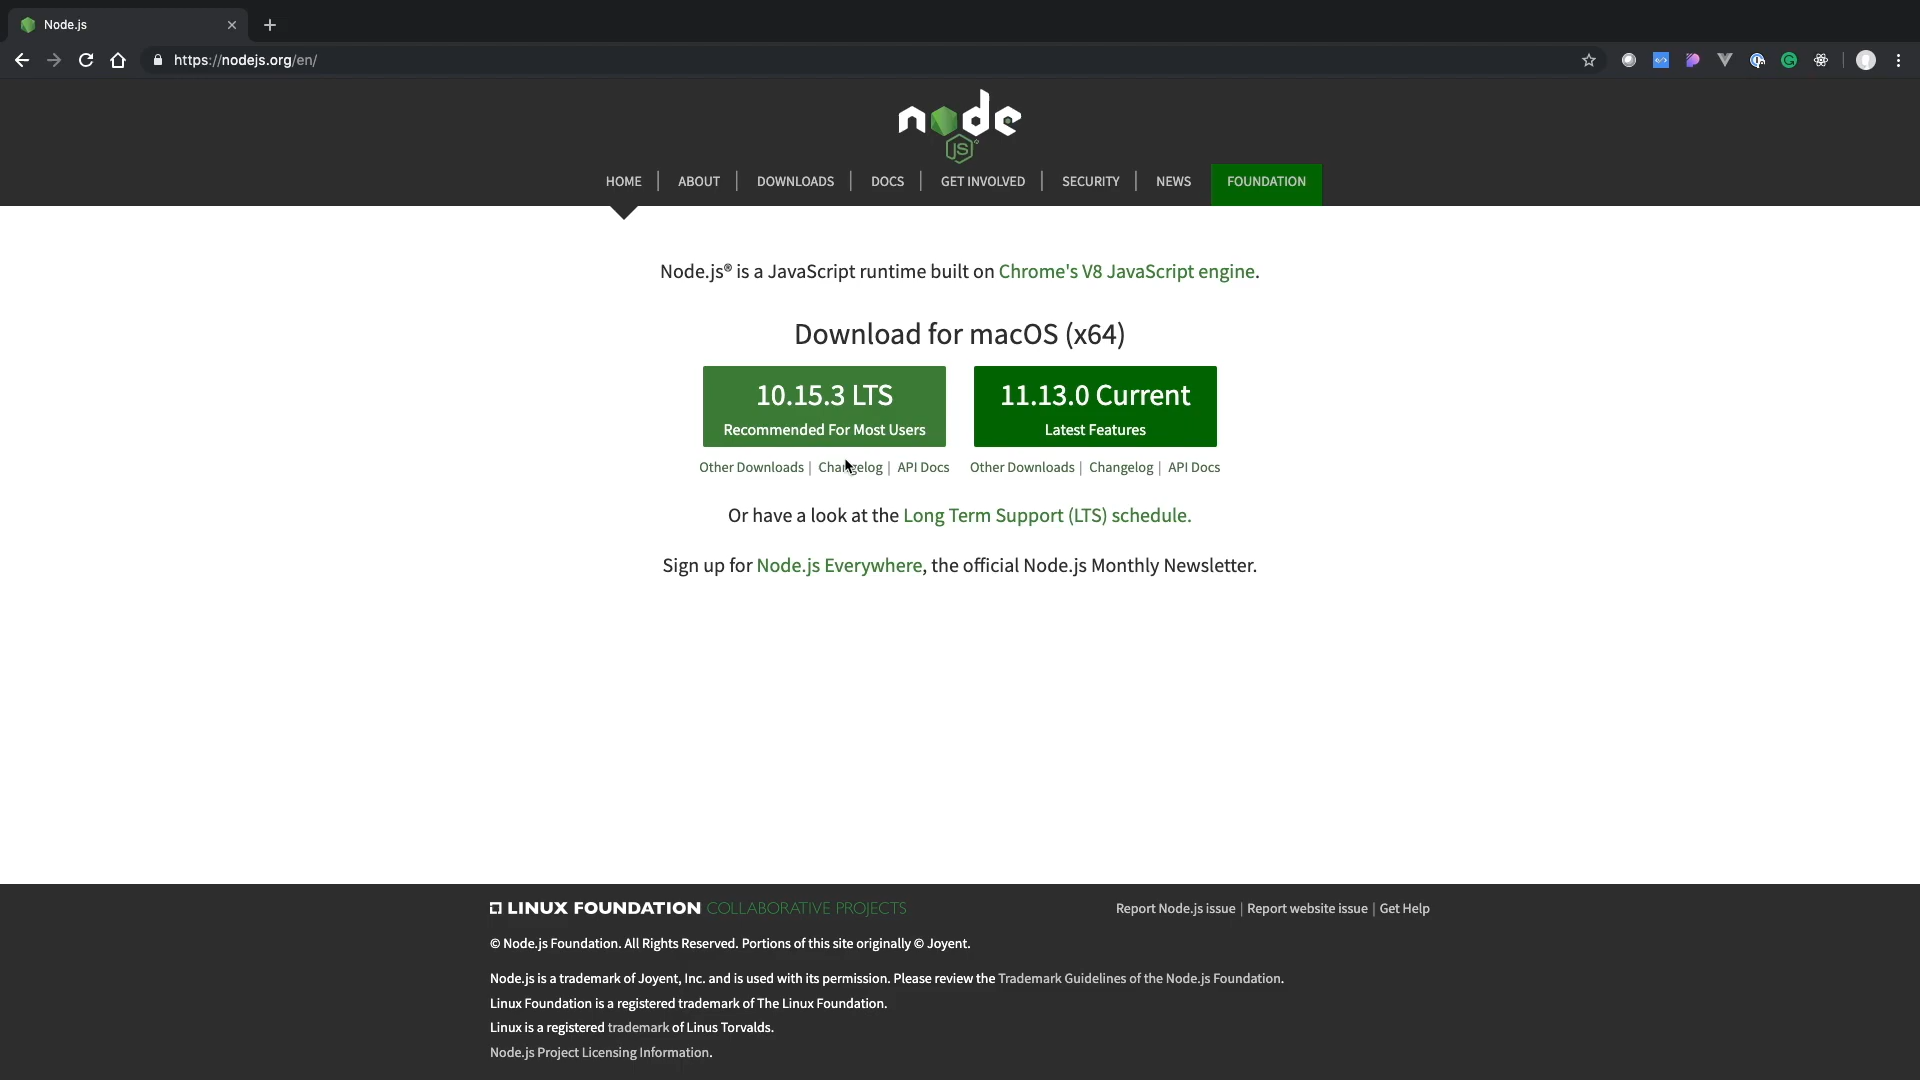 Node.js
https://nodejs.org/en/
node
JS
HOME | ABOUT | DOWNLOADS | DOCS | GET INVOLVED | SECURITY | NEWS FOUNDATION
Node.js® is a JavaScript runtime built on Chrome's V8 JavaScript engine.
Download for macOS (x64)
10.15.3 LTS 11.13.0 Current
Recommended For Most Users Latest Features
Other Downloads | Changelog | API Docs Other Downloads | Changelog | API Docs
Or have a look at the Long Term Support (LTS) schedule.
Sign up for Node.js Everywhere, the official Node.js Monthly Newsletter.
LINUX FOUNDATION COLLABORATIVE PROJECTS Report Node.js issue | Report website issue | Get Help
© Node.js Foundation. All Rights Reserved. Portions of this site originally © Joyent.
Node.js is a trademark of Joyent, Inc. and is used with its permission. Please review the Trademark Guidelines of the Node.js Foundation.
Linux Foundation is a registered trademark of The Linux Foundation.
Linux is a registered trademark of Linus Torvalds.
Node.js Project Licensing Information.